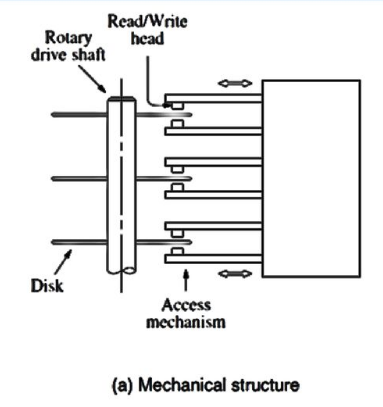 Read/Write
head
Rotary
drive shaft
Disk
Access
mechanism
(a) Mechanical structure